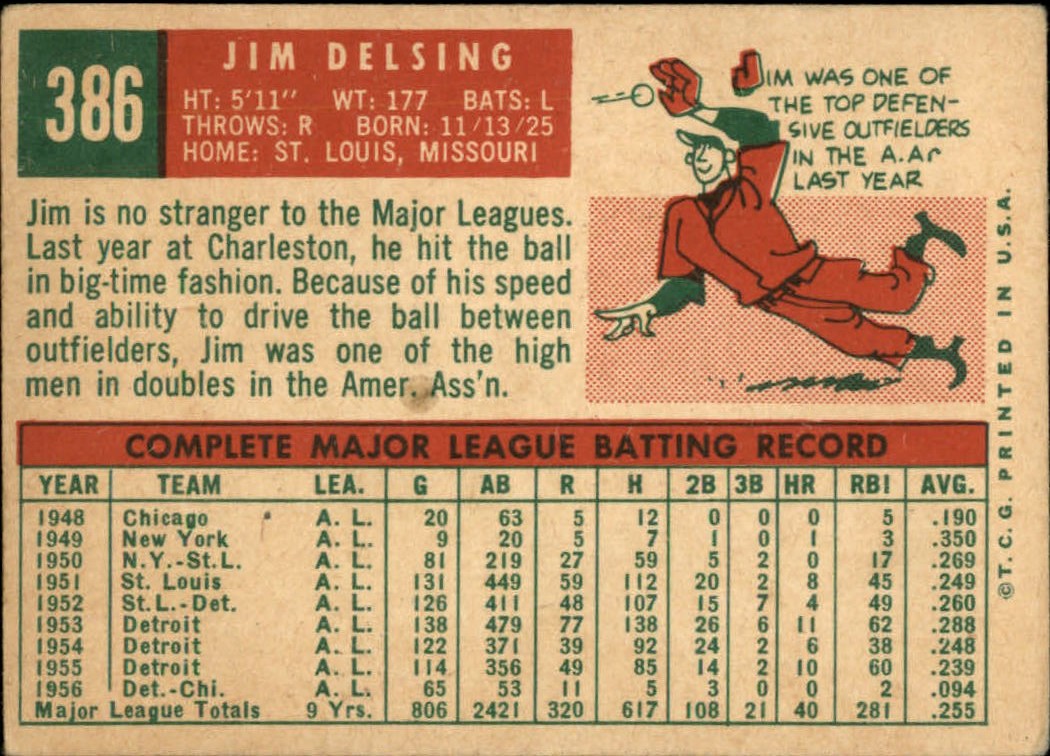 386
JIM DELSING
HT: 5'11" WT: 177 BATS: L
THROWS: R BORN: 11/13/25
HOME: ST. LOUIS, MISSOURI
JIM WAS ONE OF
THE TOP DEFEN-
SIVE OUTFIELDERS
IN THE A.A.
LAST YEAR
Jim is no stranger to the Major Leagues.
Last year at Charleston, he hit the ball
in big-time fashion. Because of his speed
and ability to drive the ball between
outfielders, Jim was one of the high
men in doubles in the Amer. Ass'n.
COMPLETE MAJOR LEAGUE BATTING RECORD
YEAR TEAM LEA. G AB R H 2B 3B HR RBI AVG.
1948 Chicago A. L. 20 63 5 12 0 0 0 5 .190
1949 New York A. L. 9 20 5 7 1 0 1 3 .350
1950 N.Y.-St.L. A. L. 81 219 27 59 5 2 0 17 .269
1951 St. Louis A. L. 131 449 59 112 20 2 8 45 .249
1952 St.L.-Det. A. L. 126 411 48 107 15 7 4 49 .260
1953 Detroit A. L. 138 479 77 138 26 6 11 62 .288
1954 Detroit A. L. 122 371 39 92 24 2 6 38 .248
1955 Detroit A. L. 114 356 49 85 14 2 10 60 .239
1956 Det.-Chi. A. L. 65 53 11 5 3 0 0 2 .094
Major League Totals 9 Yrs. 806 2421 320 617 108 21 40 281 .255
©T. C. G. PRINTED IN U.S.A.